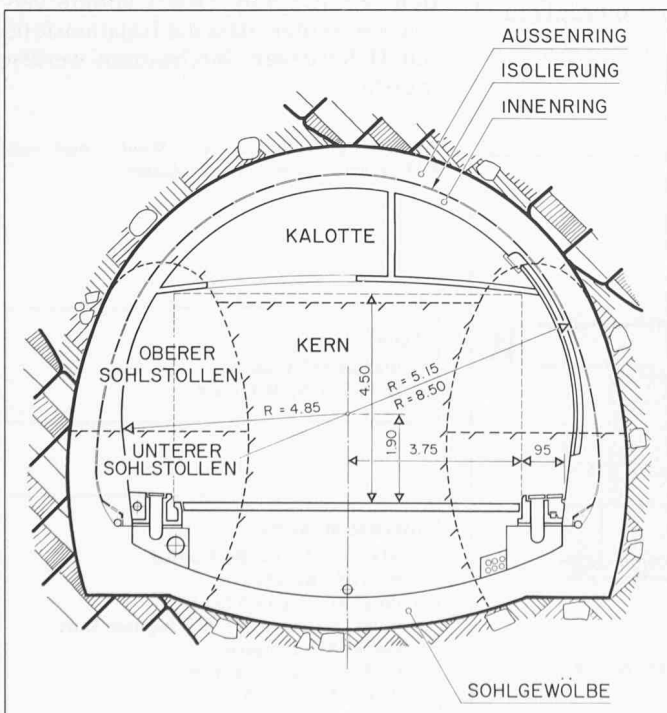 AUSSENRING
ISOLIERUNG
INNENRING
KALOTTE
KERN
OBERER
SOHLSTOLLEN
4.50
R = 5.15
R = 8.50
R = 4.85
UNTERER
SOHLSTOLLEN
1.90
3.75
95
SOHLGEWÖLBE